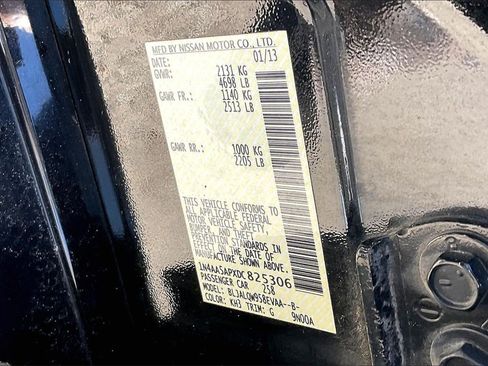 MFD BY NISSAN MOTOR CO., LTD.
DATE: 01/13
GVWR: 2131 KG
4698 LB
GAWR FR.: 1140 KG
2513 LB
GAWR RR.: 1000 KG
2205 LB
THIS VEHICLE CONFORMS TO
ALL APPLICABLE FEDERAL
MOTOR VEHICLE SAFETY,
BUMPER AND THEFT
PREVENTION STANDARDS IN
EFFECT ON THE DATE OF
MANUFACTURE SHOWN ABOVE.
1N4AA5APXDC825306
PASSENGER CAR 258
MODEL:
COLOR: KH3 TRIM: G 9N00A